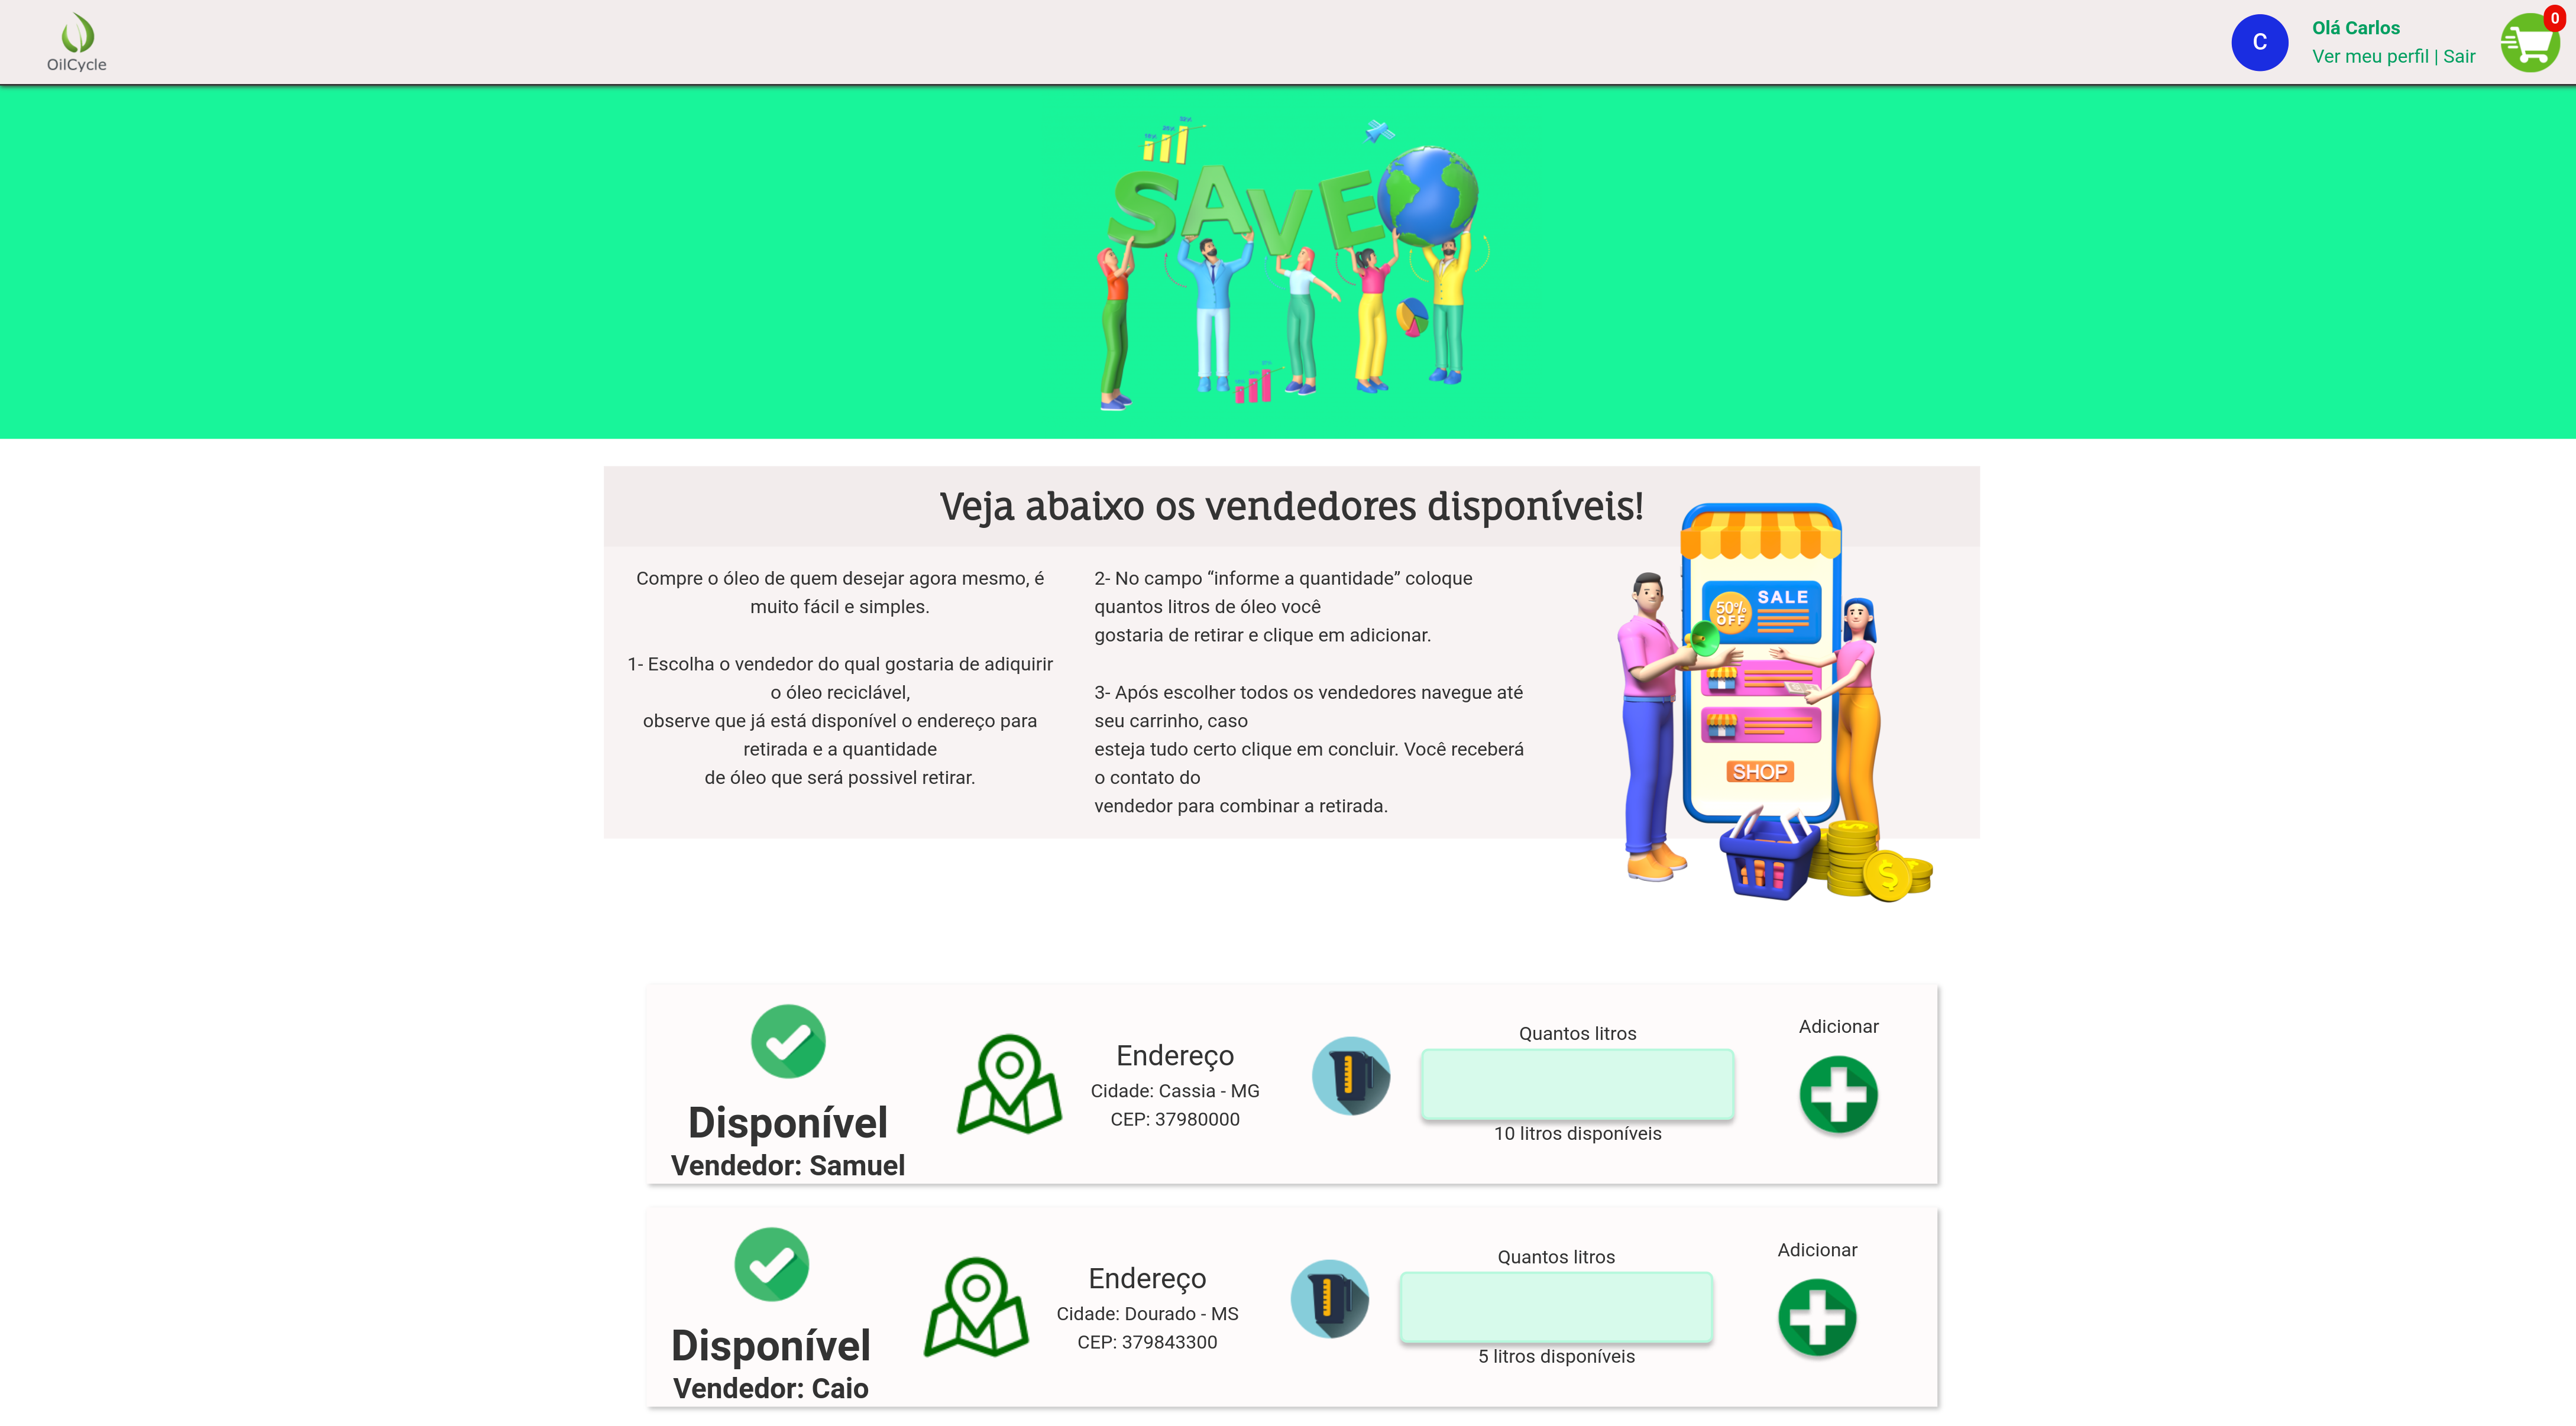 OilCycle
C
Olá Carlos
Ver meu perfil | Sair
0
SAVE
Veja abaixo os vendedores disponíveis!
Compre o óleo de quem desejar agora mesmo, é
muito fácil e simples.
1- Escolha o vendedor do qual gostaria de adiquirir
o óleo reciclável,
observe que já está disponível o endereço para
retirada e a quantidade
de óleo que será possivel retirar.
2- No campo “informe a quantidade” coloque
quantos litros de óleo você
gostaria de retirar e clique em adicionar.
3- Após escolher todos os vendedores navegue até
seu carrinho, caso
esteja tudo certo clique em concluir. Você receberá
o contato do
vendedor para combinar a retirada.
50%
OFF
SALE
SHOP
$
Disponível
Vendedor: Samuel
Endereço
Cidade: Cassia - MG
CEP: 37980000
Quantos litros
10 litros disponíveis
Adicionar
Disponível
Vendedor: Caio
Endereço
Cidade: Dourado - MS
CEP: 379843300
Quantos litros
5 litros disponíveis
Adicionar